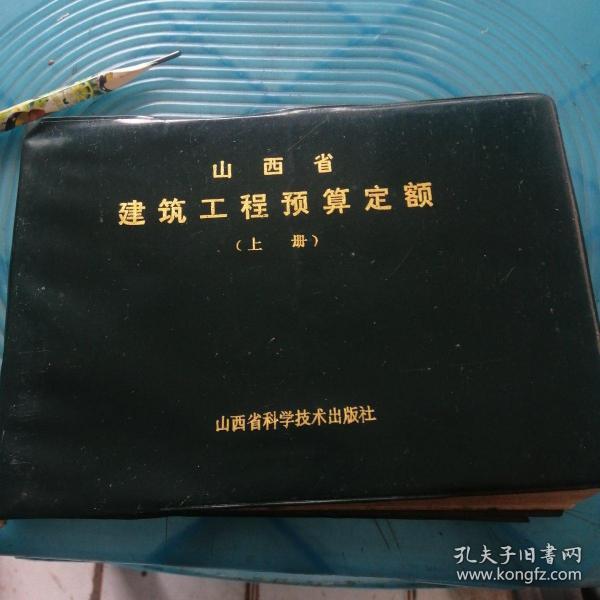 山西省
建筑工程预算定额
（上 册）
山西省科学技术出版社
孔夫子旧書网
www.kongfz.com